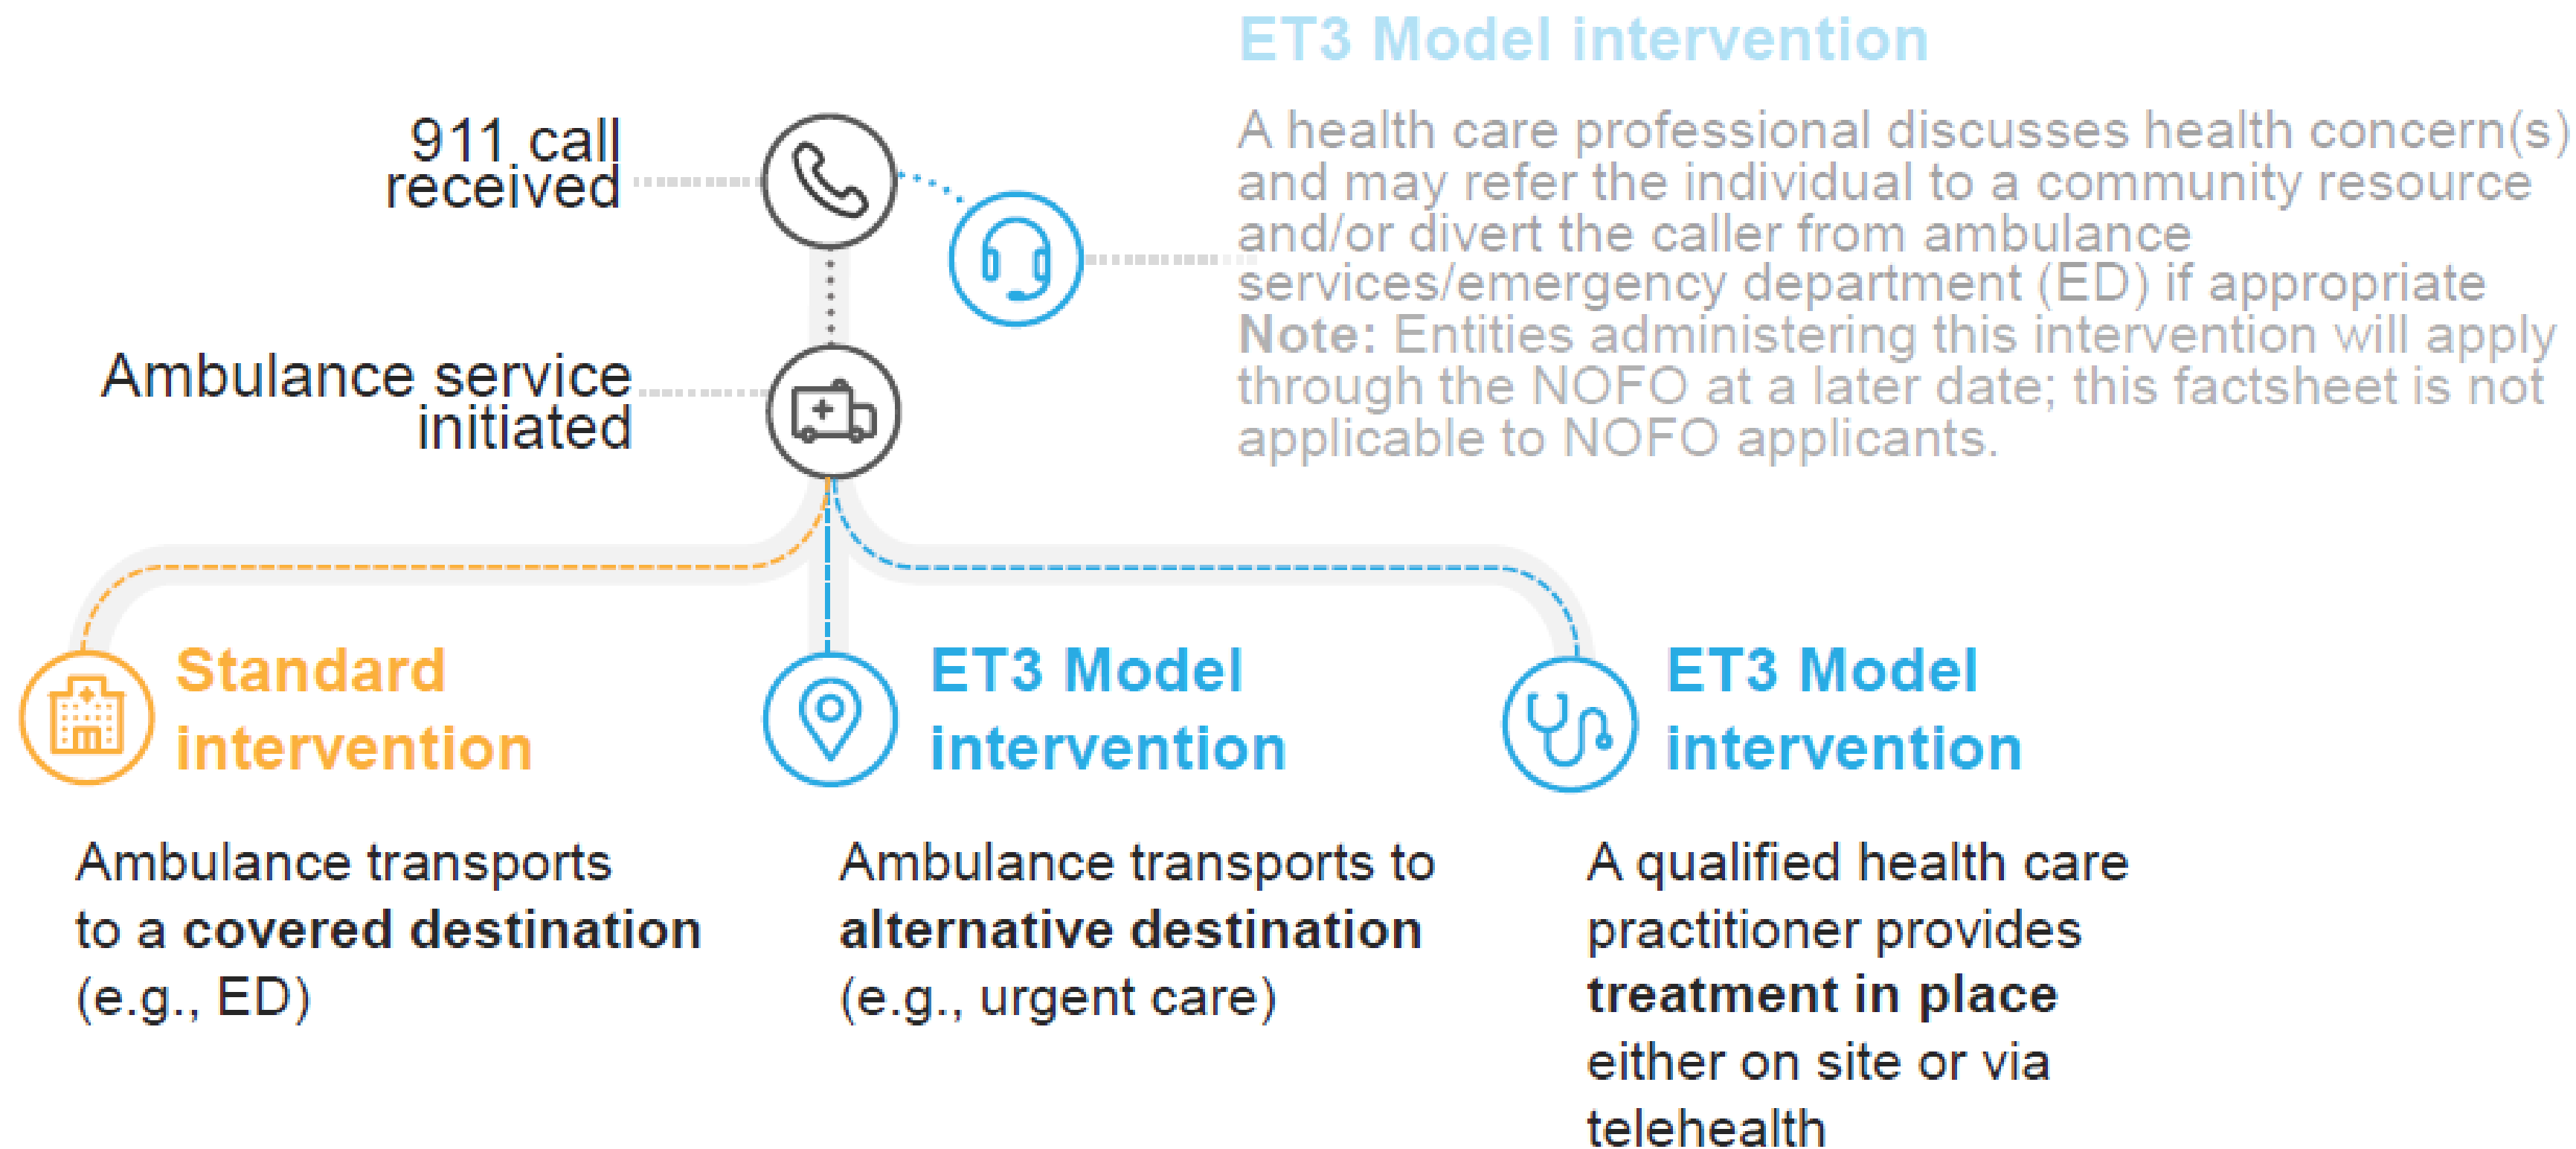 ET3 Model intervention
911 call
received
A health care professional discusses health concern(s)
and may refer the individual to a community resource
and/or divert the caller from ambulance
services/emergency department (ED) if appropriate
Note: Entities administering this intervention will apply
through the NOFO at a later date; this factsheet is not
applicable to NOFO applicants.
Ambulance service
initiated
Standard
intervention
Ambulance transports
to a covered destination
(e.g., ED)
ET3 Model
intervention
Ambulance transports to
alternative destination
(e.g., urgent care)
ET3 Model
intervention
A qualified health care
practitioner provides
treatment in place
either on site or via
telehealth